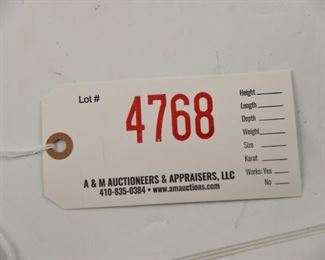 Lot #
4768
Height
Length
Depth
Weight
Size
Karat
Works: Yes
No
A & M AUCTIONEERS & APPRAISERS, LLC
410-835-0384 • www.amauctions.com